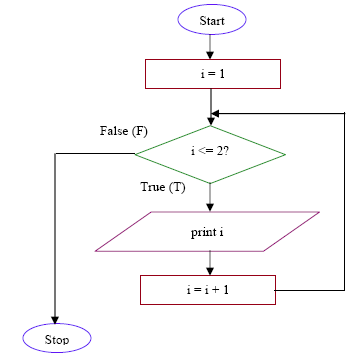 Start
i = 1
False (F)
i <= 2?
True (T)
print i
i = i + 1
Stop